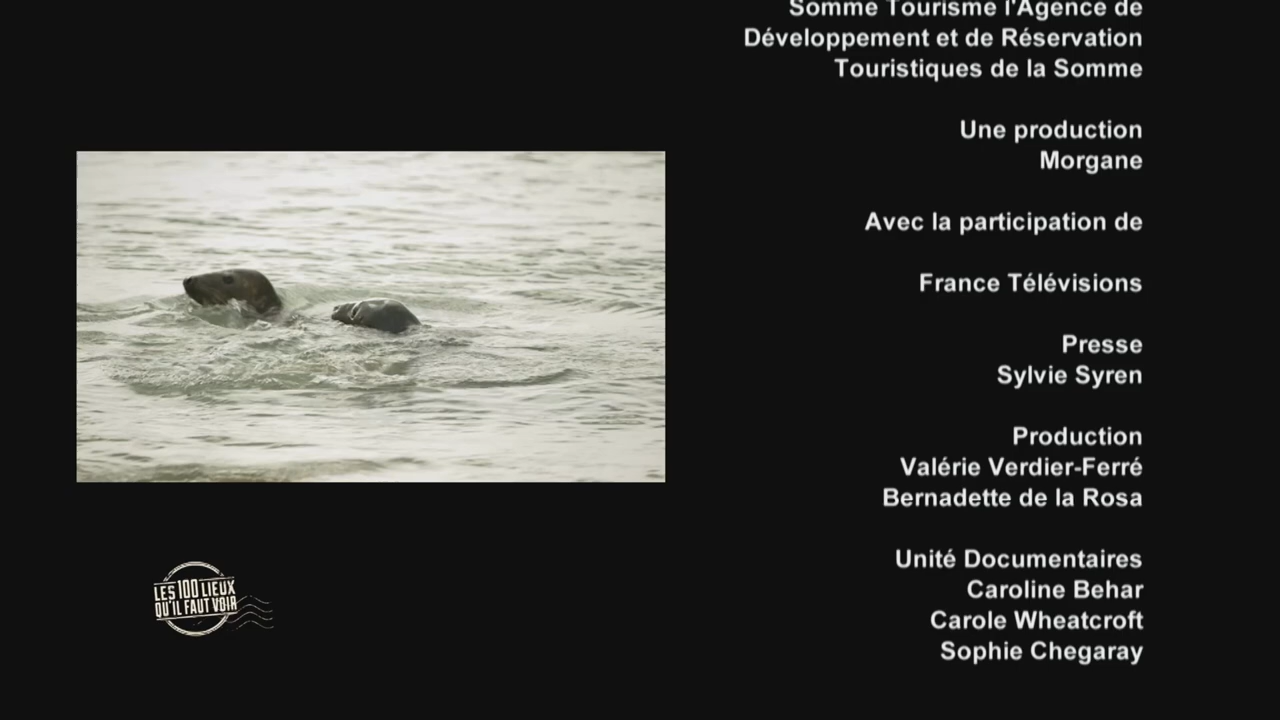 Somme Tourisme l'Agence de
Développement et de Réservation
Touristiques de la Somme
Une production
Morgane
Avec la participation de
France Télévisions
Presse
Sylvie Syren
Production
Valérie Verdier-Ferré
Bernadette de la Rosa
Unité Documentaires
Caroline Behar
Carole Wheatcroft
Sophie Chegaray
LES 100 LIEUX
QU'IL FAUT VOIR